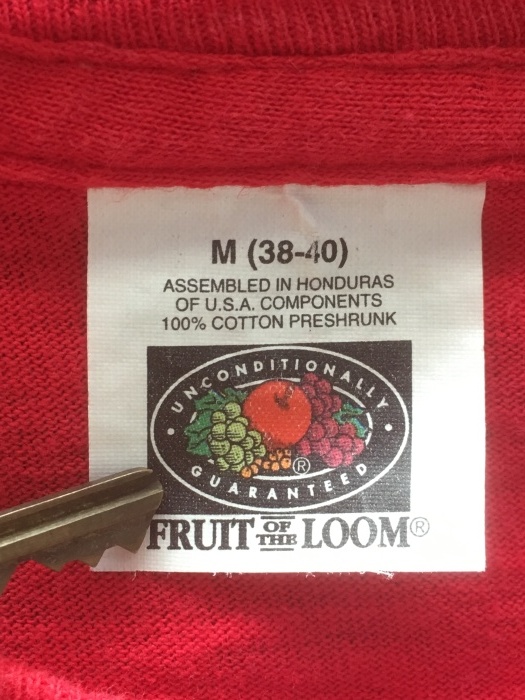 M (38-40)
ASSEMBLED IN HONDURAS
OF U.S.A. COMPONENTS
100% COTTON PRESHRUNK
UNCONDITIONALLY
®
• GUARANTEED •
FRUIT OF THE LOOM®